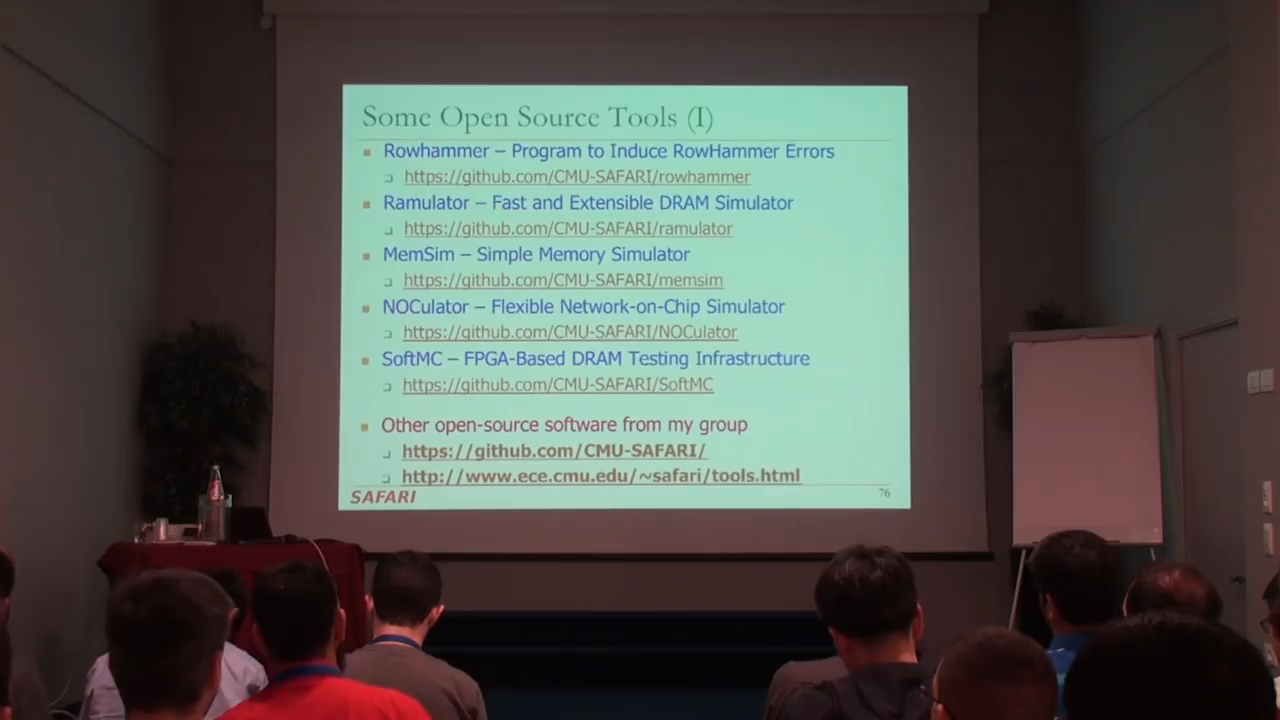 Some Open Source Tools (I)
Rowhammer – Program to Induce RowHammer Errors
https://github.com/CMU-SAFARI/rowhammer
Ramulator – Fast and Extensible DRAM Simulator
https://github.com/CMU-SAFARI/ramulator
MemSim – Simple Memory Simulator
https://github.com/CMU-SAFARI/memsim
NOCulator – Flexible Network-on-Chip Simulator
https://github.com/CMU-SAFARI/NOCulator
SoftMC – FPGA-Based DRAM Testing Infrastructure
https://github.com/CMU-SAFARI/SoftMC
Other open-source software from my group
https://github.com/CMU-SAFARI/
http://www.ece.cmu.edu/~safari/tools.html
SAFARI
76